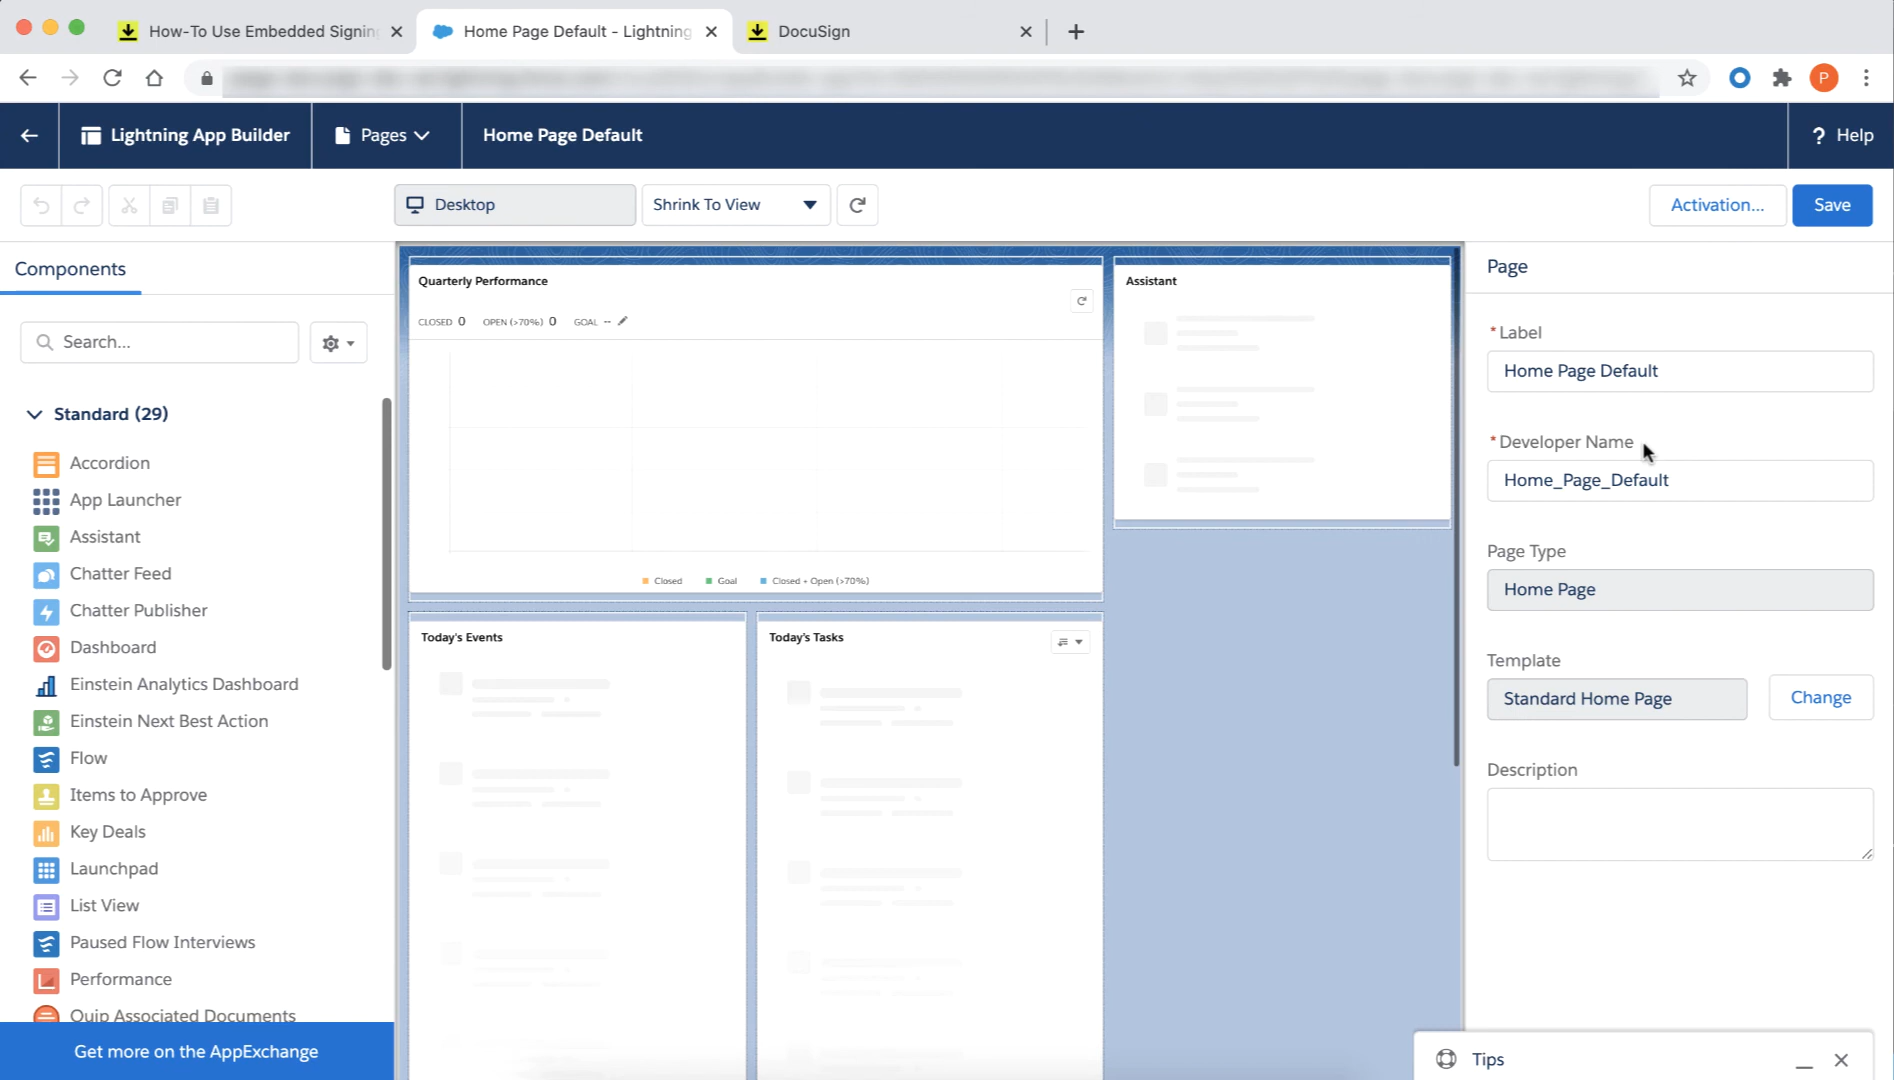 How-To Use Embedded Signin
Home Page Default - Lightning
DocuSign
P
Lightning App Builder
Pages
Home Page Default
? Help
Desktop
Shrink To View
Activation...
Save
Components
Search...
Standard (29)
Accordion
App Launcher
Assistant
Chatter Feed
Chatter Publisher
Dashboard
Einstein Analytics Dashboard
Einstein Next Best Action
Flow
Items to Approve
Key Deals
Launchpad
List View
Paused Flow Interviews
Performance
Quip Associated Documents
Get more on the AppExchange
Quarterly Performance
CLOSED 0 OPEN (>70%) 0 GOAL --
Closed Goal Closed + Open (>70%)
Assistant
Today's Events
Today's Tasks
Page
*Label
Home Page Default
*Developer Name
Home_Page_Default
Page Type
Home Page
Template
Standard Home Page
Change
Description
Tips